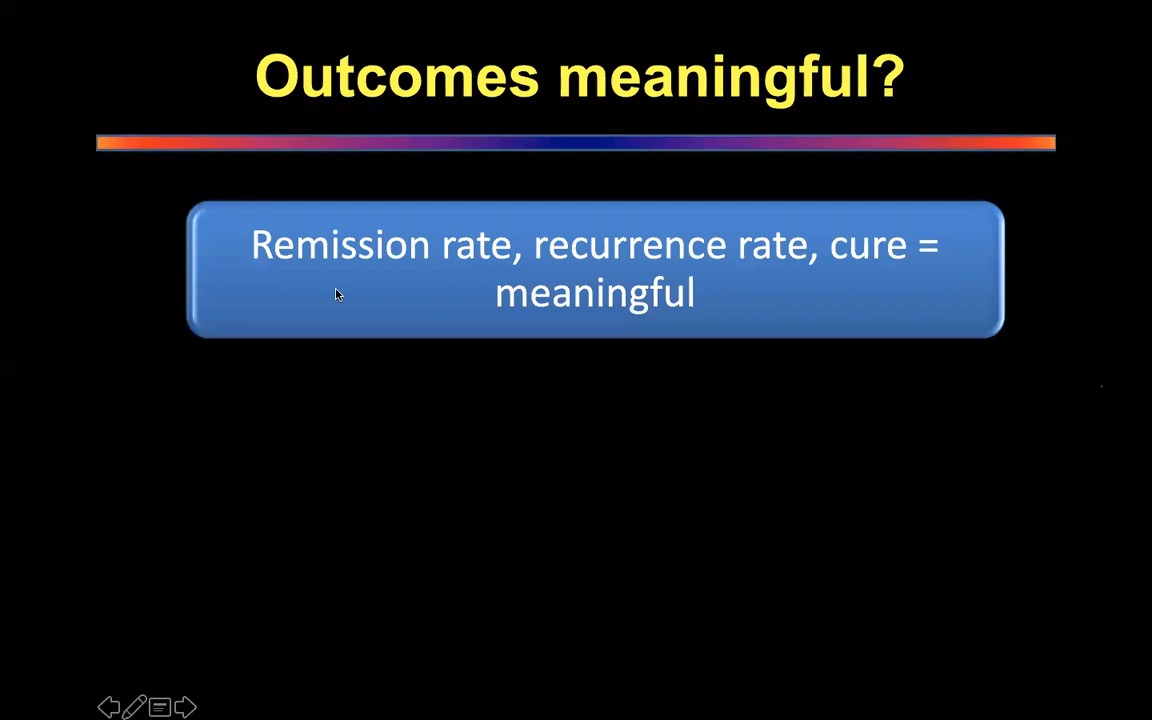 Outcomes meaningful?
Remission rate, recurrence rate, cure =
meaningful